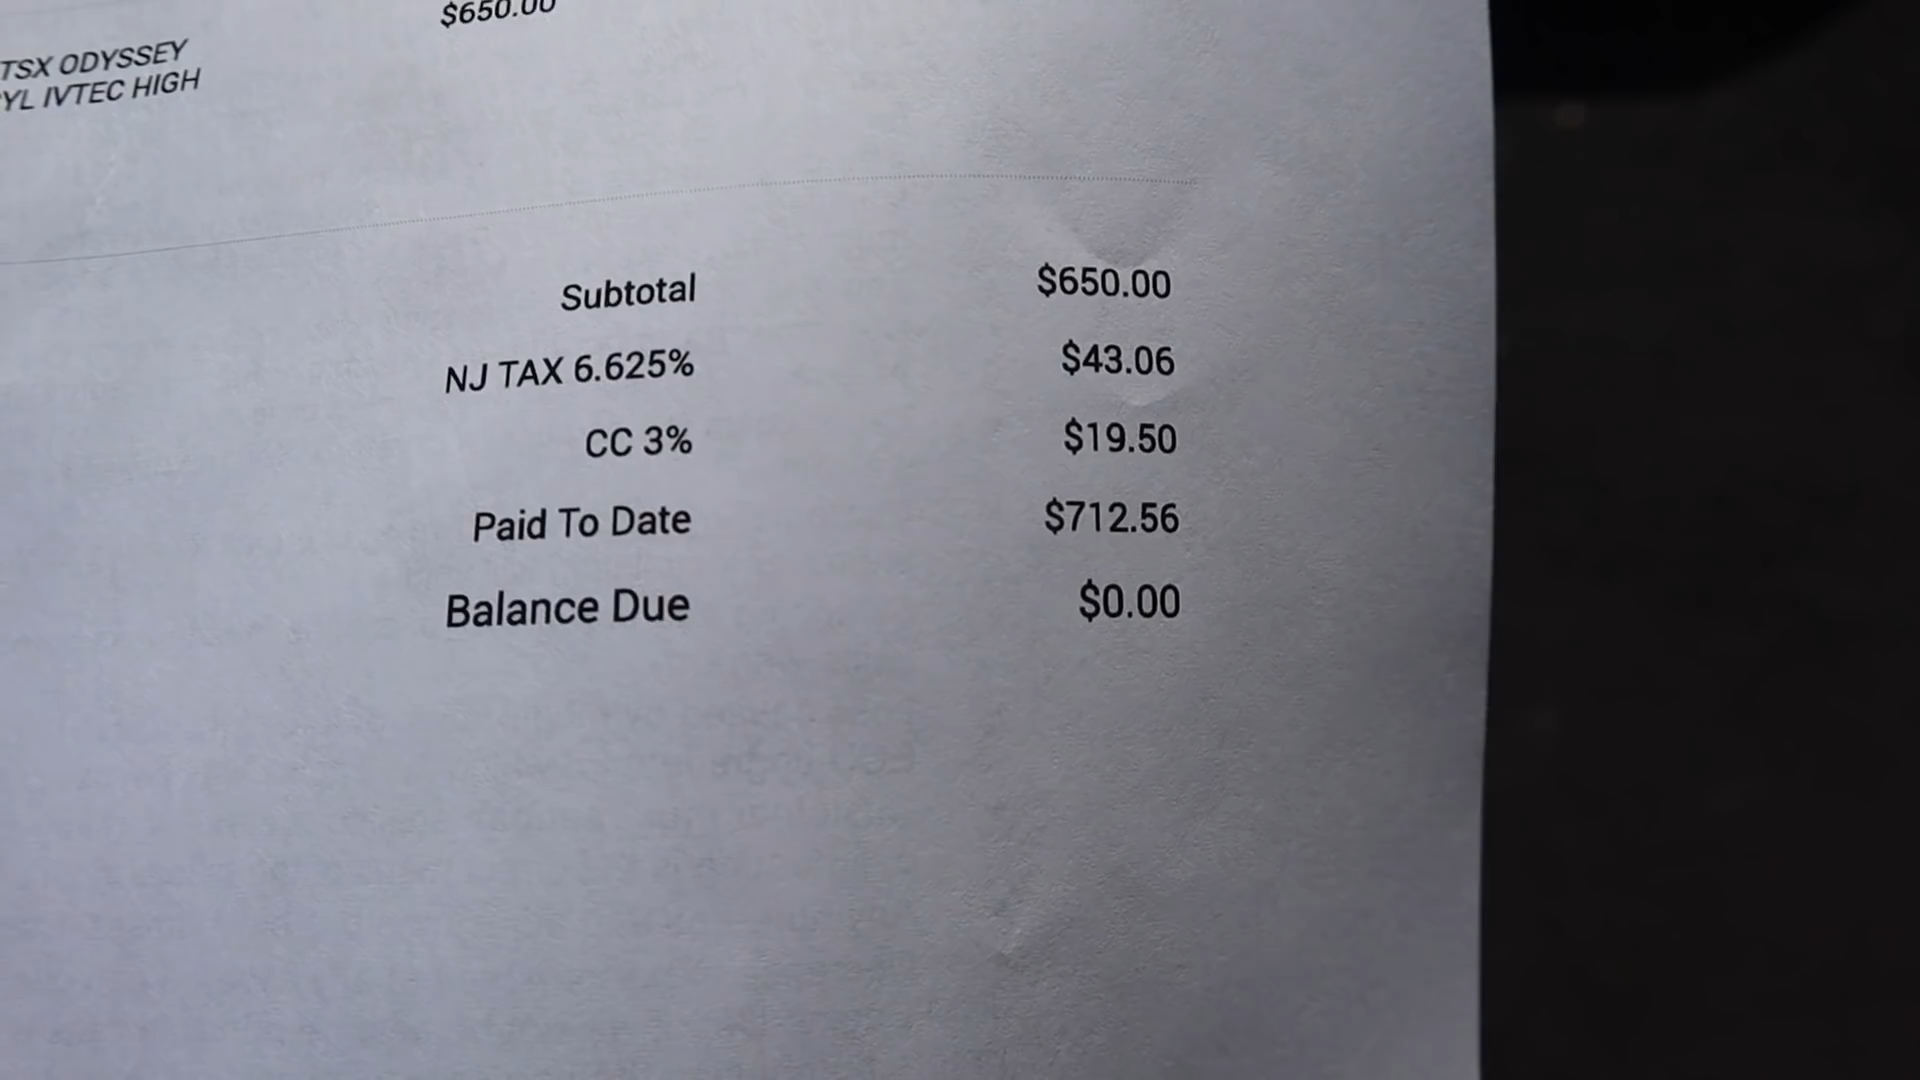 $650.00
TSX ODYSSEY
YL IVTEC HIGH
Subtotal $650.00
NJ TAX 6.625% $43.06
CC 3% $19.50
Paid To Date $712.56
Balance Due $0.00